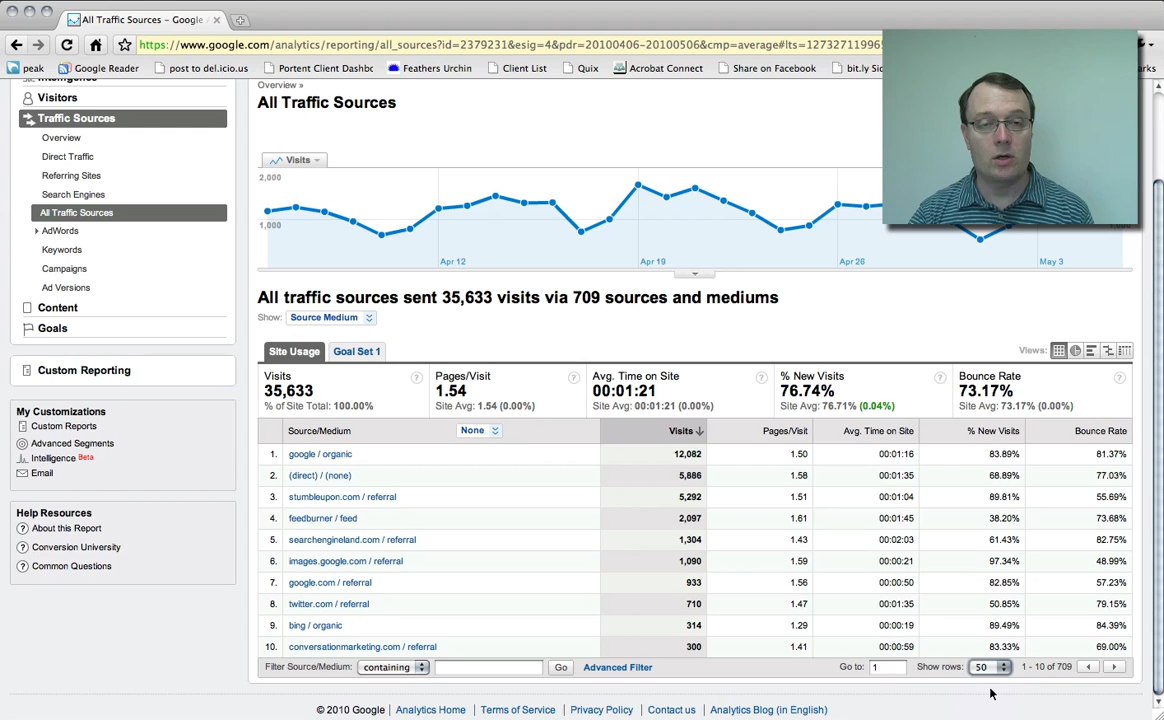 All Traffic Sources - Google
https://www.google.com/analytics/reporting/all_sources?id=2379231&esig=4&pdr=20100406-20100506&cmp=average#lts=127327119965
peak Google Reader post to del.icio.us Portent Client Dashbc Feathers Urchin Client List Quix Acrobat Connect Share on Facebook bit.ly Sid
Visitors
Traffic Sources
Overview
Direct Traffic
Referring Sites
Search Engines
All Traffic Sources
AdWords
Keywords
Campaigns
Ad Versions
Content
Goals
Custom Reporting
My Customizations
Custom Reports
Advanced Segments
Intelligence Beta
Email
Help Resources
About this Report
Conversion University
Common Questions
Overview »
All Traffic Sources
Visits
2,000
1,000
Apr 12 Apr 19 Apr 26 May 3
All traffic sources sent 35,633 visits via 709 sources and mediums
Show: Source Medium
Site Usage Goal Set 1 Views:
Visits Pages/Visit Avg. Time on Site % New Visits Bounce Rate
35,633 1.54 00:01:21 76.74% 73.17%
% of Site Total: 100.00% Site Avg: 1.54 (0.00%) Site Avg: 00:01:21 (0.00%) Site Avg: 76.71% (0.04%) Site Avg: 73.17% (0.00%)
Source/Medium None Visits Pages/Visit Avg. Time on Site % New Visits Bounce Rate
1. google / organic 12,082 1.50 00:01:16 83.89% 81.37%
2. (direct) / (none) 5,886 1.58 00:01:35 68.89% 77.03%
3. stumbleupon.com / referral 5,292 1.51 00:01:04 89.81% 55.69%
4. feedburner / feed 2,097 1.61 00:01:45 38.20% 73.68%
5. searchengineland.com / referral 1,304 1.43 00:02:03 61.43% 82.75%
6. images.google.com / referral 1,090 1.59 00:00:21 97.34% 48.99%
7. google.com / referral 933 1.56 00:00:50 82.85% 57.23%
8. twitter.com / referral 710 1.47 00:01:35 50.85% 79.15%
9. bing / organic 314 1.29 00:00:19 89.49% 84.39%
10. conversationmarketing.com / referral 300 1.41 00:00:59 83.33% 69.00%
Filter Source/Medium: containing Go Advanced Filter Go to: 1 Show rows: 50 1 - 10 of 709
© 2010 Google Analytics Home Terms of Service Privacy Policy Contact us Analytics Blog (in English)